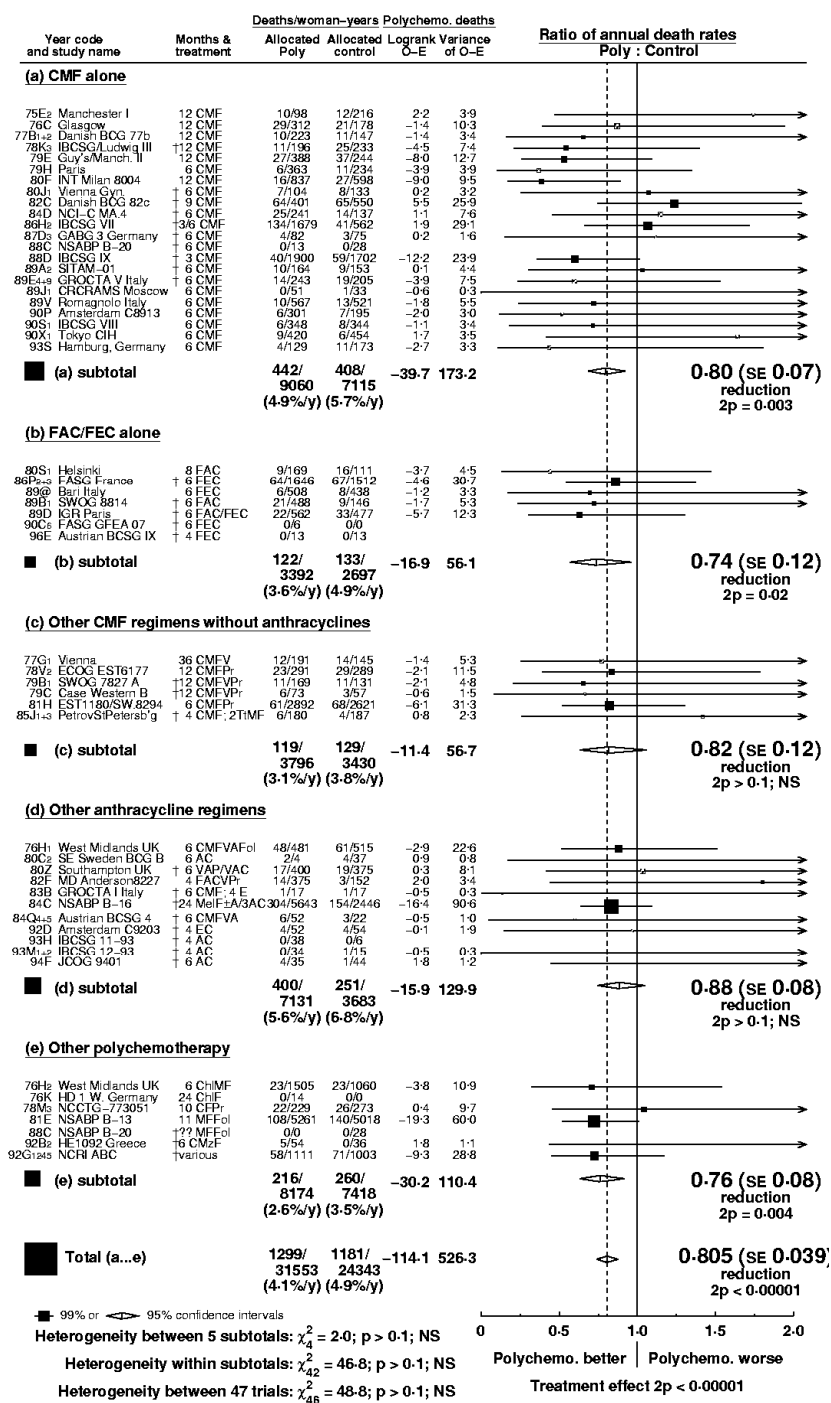 Deaths/woman–years Polychemo. deaths
Year code and study name Months & treatment Allocated Poly Allocated control Logrank O–E Variance of O–E Ratio of annual death rates Poly : Control
(a) CMF alone
75E2 Manchester I 12 CMF 10/98 12/216 2·2 3·9
76C Glasgow 12 CMF 29/312 21/178 –1·4 10·3
77B1+2 Danish BCG 77b 12 CMF 10/223 11/147 –1·4 3·4
78K3 IBCSG/Ludwig III †12 CMF 11/196 25/233 –4·5 7·4
79E Guy's/Manch. II 12 CMF 27/388 37/244 –8·0 12·7
79H Paris 6 CMF 6/363 11/234 –3·9 3·9
80F INT Milan 8004 12 CMF 16/837 27/598 –9·0 9·5
80J1 Vienna Gyn. † 6 CMF 7/104 8/133 0·2 3·2
82C Danish BCG 82c † 9 CMF 64/401 65/550 5·5 25·9
84D NCI–C MA.4 † 6 CMF 25/241 14/137 1·1 7·6
86H2 IBCSG VII †3/6 CMF 134/1679 41/562 1·9 29·1
87D3 GABG 3 Germany † 6 CMF 4/82 3/75 0·2 1·6
88C NSABP B–20 † 6 CMF 0/13 0/28
88D IBCSG IX † 3 CMF 40/1900 59/1702 –12·2 23·9
89A2 SITAM–01 † 6 CMF 10/164 9/153 0·1 4·4
89E4+9 GROCTA V Italy † 6 CMF 14/243 19/205 –3·9 7·5
89J1 CRCRAMS Moscow 6 CMF 0/51 1/33 –0·6 0·3
89V Romagnolo Italy 6 CMF 10/567 13/521 –1·8 5·5
90P Amsterdam C8913 6 CMF 6/301 7/195 –2·0 3·0
90S1 IBCSG VIII 6 CMF 6/348 8/344 –1·1 3·4
90X1 Tokyo CIH 6 CMF 9/420 6/454 1·7 3·5
93S Hamburg, Germany 6 CMF 4/129 11/173 –2·7 3·3
(a) subtotal 442/ 9060 408/ 7115 –39·7 173·2 0·80 (SE 0·07)
(4·9%/y) (5·7%/y) reduction
2p = 0·003
(b) FAC/FEC alone
80S1 Helsinki 8 FAC 9/169 16/111 –3·7 4·5
86P2+3 FASG France † 6 FEC 64/1646 67/1512 –4·6 30·7
89@ Bari Italy 6 FEC 6/508 8/438 –1·2 3·3
89B1 SWOG 8814 † 6 FAC 21/488 9/146 –1·7 5·3
89D IGR Paris † 6 FAC/FEC 22/562 33/477 –5·7 12·3
90C6 FASG GFEA 07 † 6 FEC 0/6 0/0
96E Austrian BCSG IX † 4 FEC 0/13 0/13
(b) subtotal 122/ 3392 133/ 2697 –16·9 56·1 0·74 (SE 0·12)
(3·6%/y) (4·9%/y) reduction
2p = 0·02
(c) Other CMF regimens without anthracyclines
77G1 Vienna 36 CMFV 12/191 14/145 –1·4 5·3
78V2 ECOG EST6177 12 CMFPr 23/291 29/289 –2·1 11·5
79B1 SWOG 7827 A †12 CMFVPr 11/169 11/131 –2·1 4·8
79C Case Western B †12 CMFVPr 6/73 3/57 –0·6 1·5
81H EST1180/SW.8294 6 CMFPr 61/2892 68/2621 –6·1 31·3
85J1+3 PetrovStPetersb'g † 4 CMF; 2TtMF 6/180 4/187 0·8 2·3
(c) subtotal 119/ 3796 129/ 3430 –11·4 56·7 0·82 (SE 0·12)
(3·1%/y) (3·8%/y) reduction
2p > 0·1; NS
(d) Other anthracycline regimens
76H1 West Midlands UK 6 CMFVAFol 48/481 61/515 –2·9 22·6
80C2 SE Sweden BCG B 6 AC 2/4 4/37 0·9 0·8
80Z Southampton UK † 6 VAP/VAC 17/400 19/375 0·3 8·1
82F MD Anderson8227 4 FACVPr 14/375 3/152 2·0 3·4
83B GROCTA I Italy † 6 CMF; 4 E 1/17 1/17 –0·5 0·3
84C NSABP B–16 †24 MelF±A/3AC 304/5643 154/2446 –16·4 90·6
84Q4+5 Austrian BCSG 4 † 6 CMFVA 6/52 3/22 –0·5 1·0
92D Amsterdam C9203 † 4 EC 4/52 4/54 –0·1 1·9
93H IBCSG 11–93 † 4 AC 0/38 0/6
93M1+2 IBCSG 12–93 † 4 AC 0/34 1/15 –0·5 0·3
94F JCOG 9401 † 6 AC 4/35 1/44 1·8 1·2
(d) subtotal 400/ 7131 251/ 3683 –15·9 129·9 0·88 (SE 0·08)
(5·6%/y) (6·8%/y) reduction
2p > 0·1; NS
(e) Other polychemotherapy
76H2 West Midlands UK 6 ChlMF 23/1505 23/1060 –3·8 10·9
76K HD 1 W. Germany 24 ChlF 0/14 0/0
78M3 NCCTG–773051 10 CFPr 22/229 26/273 0·4 9·7
81E NSABP B–13 11 MFFol 108/5261 140/5018 –19·3 60·0
88C NSABP B–20 †?? MFFol 0/0 0/28
92B2 HE1092 Greece †6 CMzF 5/54 0/36 1·8 1·1
92G1245 NCRI ABC †various 58/1111 71/1003 –9·3 28·8
(e) subtotal 216/ 8174 260/ 7418 –30·2 110·4 0·76 (SE 0·08)
(2·6%/y) (3·5%/y) reduction
2p = 0·004
Total (a...e) 1299/ 31553 1181/ 24343 –114·1 526·3 0·805 (SE 0·039)
(4·1%/y) (4·9%/y) reduction
2p < 0·00001
99% or 95% confidence intervals
Heterogeneity between 5 subtotals: χ²4 = 2·0; p > 0·1; NS
Heterogeneity within subtotals: χ²42 = 46·8; p > 0·1; NS
Heterogeneity between 47 trials: χ²46 = 48·8; p > 0·1; NS
0 0·5 1·0 1·5 2·0
Polychemo. better Polychemo. worse
Treatment effect 2p < 0·00001